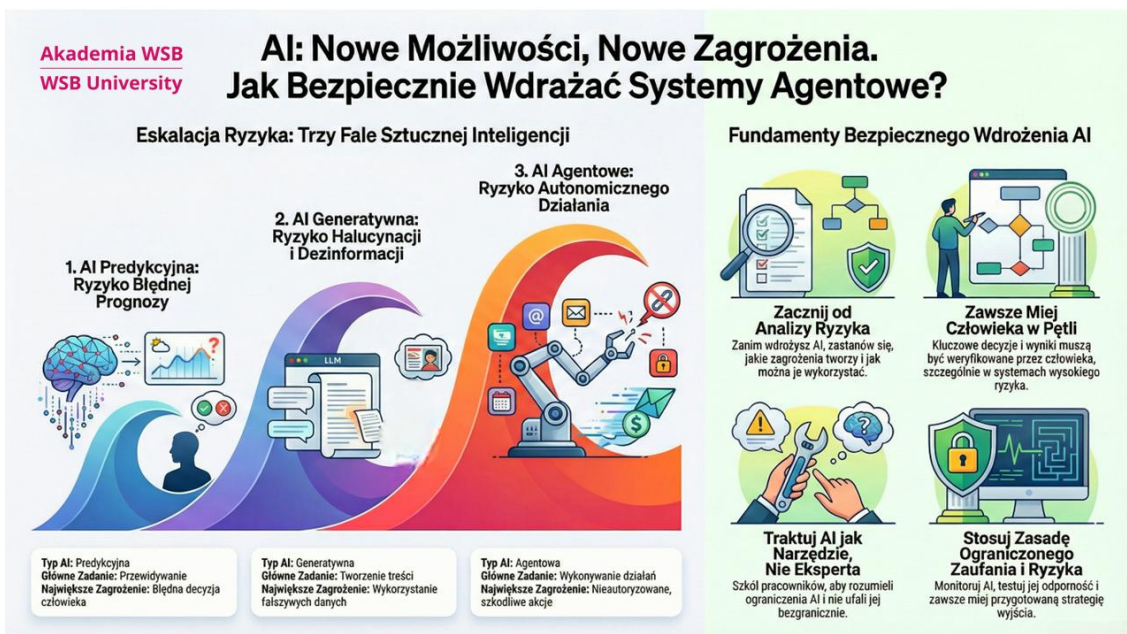 Akademia WSB
WSB University
AI: Nowe Możliwości, Nowe Zagrożenia.
Jak Bezpiecznie Wdrażać Systemy Agentowe?
Eskalacja Ryzyka: Trzy Fale Sztucznej Inteligencji
1. AI Predykcyjna:
Ryzyko Błędnej
Prognozy
2. AI Generatywna:
Ryzyko Halucynacji
i Dezinformacji
3. AI Agentowe:
Ryzyko Autonomicznego
Działania
?
LLM
@
$
Typ AI: Predykcyjna
Główne Zadanie: Przewidywanie
Największe Zagrożenie: Błędna decyzja
człowieka
Typ AI: Generatywna
Główne Zadanie: Tworzenie treści
Największe Zagrożenie: Wykorzystanie
fałszywych danych
Typ AI: Agentowa
Główne Zadanie: Wykonywanie działań
Największe Zagrożenie: Nieautoryzowane,
szkodliwe akcje
Fundamenty Bezpiecznego Wdrożenia AI
Zacznij od
Analizy Ryzyka
Zanim wdrożysz AI, zastanów się,
jakie zagrożenia tworzy i jak
można je wykorzystać.
Zawsze Miej
Człowieka w Pętli
Kluczowe decyzje i wyniki muszą
być weryfikowane przez człowieka,
szczególnie w systemach wysokiego
ryzyka.
!
?
Traktuj AI jak
Narzędzie,
Nie Eksperta
Szkól pracowników, aby rozumieli
ograniczenia AI i nie ufali jej
bezgranicznie.
Stosuj Zasadę
Ograniczonego
Zaufania i Ryzyka
Monitoruj AI, testuj jej odporność i
zawsze miej przygotowaną strategię
wyjścia.